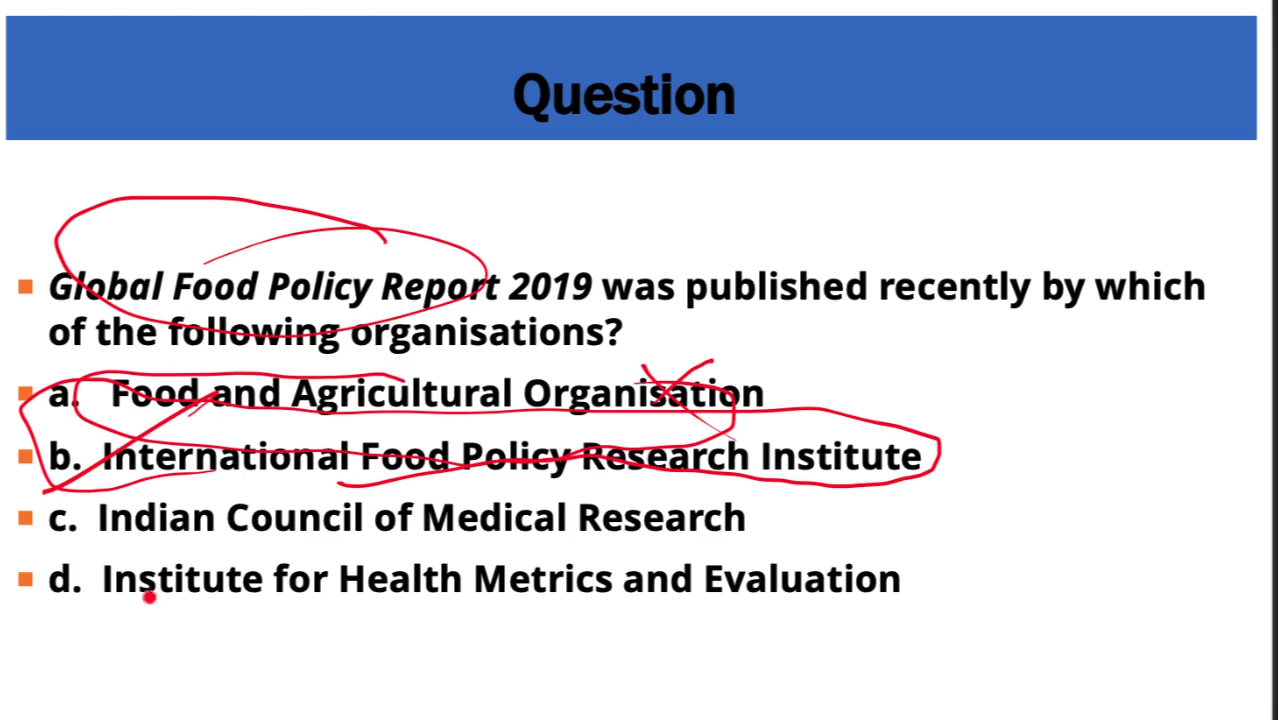 Question
Global Food Policy Report 2019 was published recently by which
of the following organisations?
a. Food and Agricultural Organisation
b. International Food Policy Research Institute
c. Indian Council of Medical Research
d. Institute for Health Metrics and Evaluation